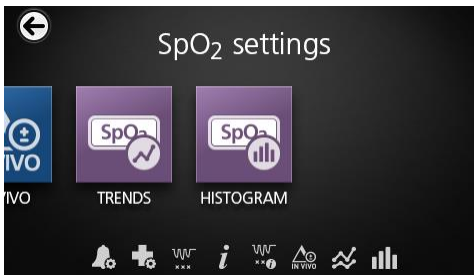 SpO2 settings
VIVO
SpO2
SpO2
VIVO
TRENDS
HISTOGRAM
IN VIVO